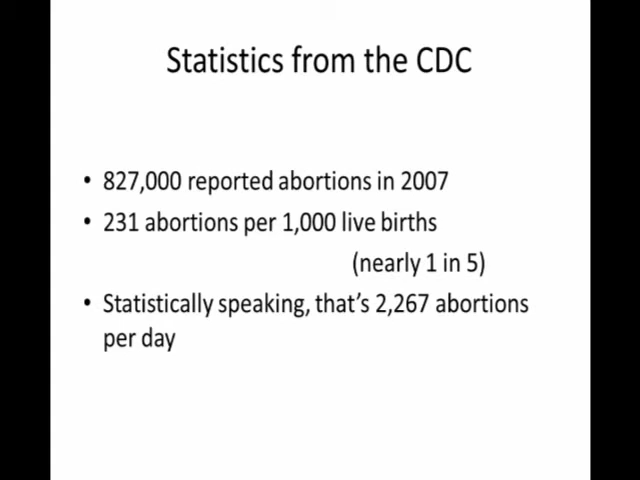 Statistics from the CDC
• 827,000 reported abortions in 2007
• 231 abortions per 1,000 live births
(nearly 1 in 5)
• Statistically speaking, that's 2,267 abortions
per day